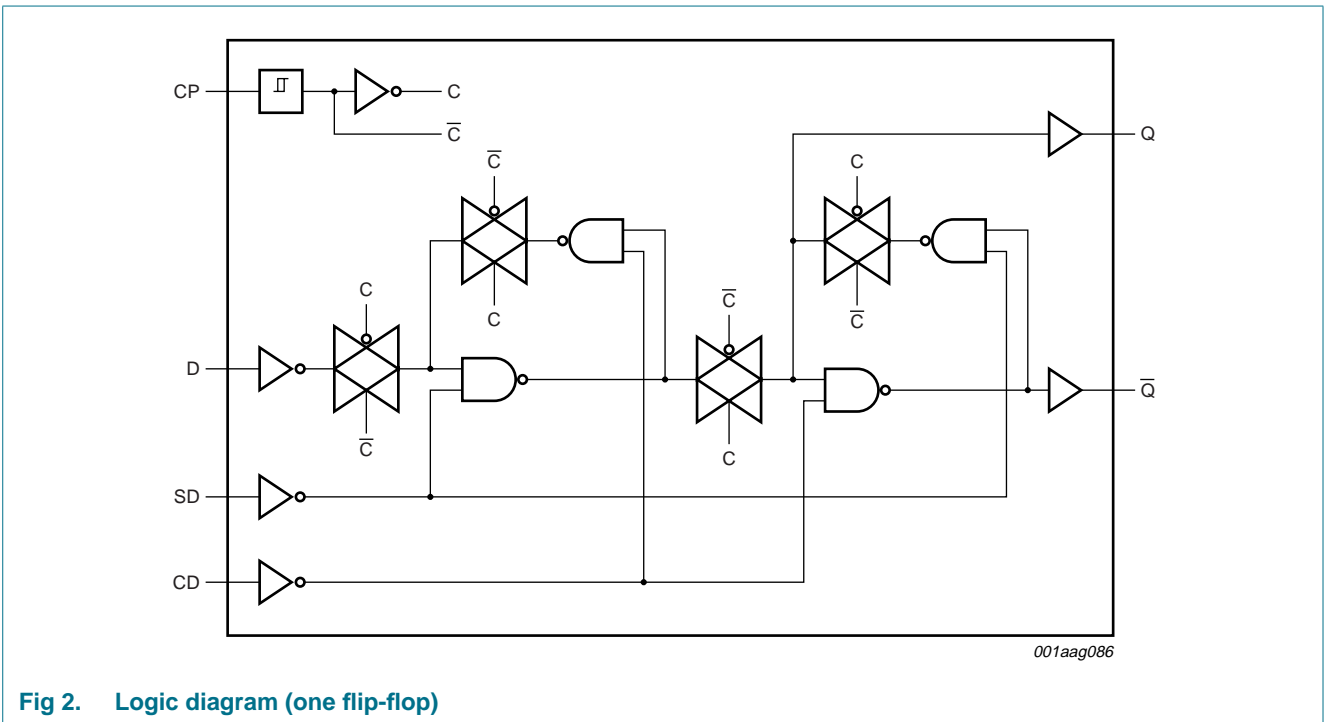 CP
C
C̅
C̅
C
Q
C
C̅
C
C̅
D
C̅
C
C̅
Q̅
SD
CD
001aag086
Fig 2. Logic diagram (one flip-flop)